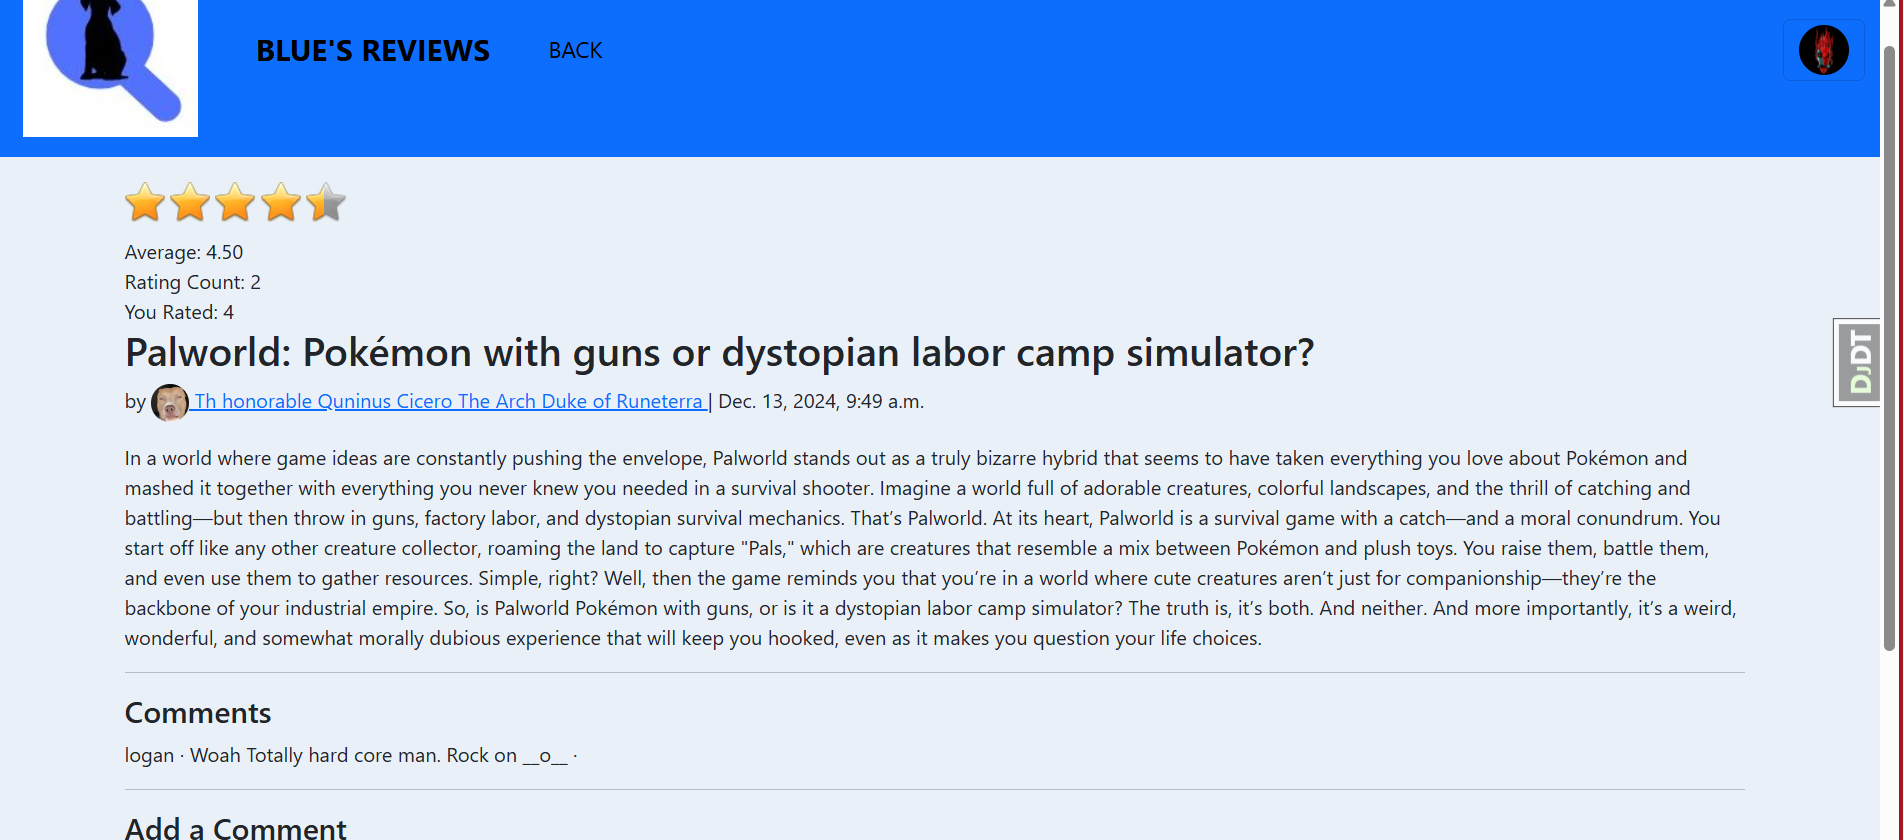 BLUE'S REVIEWS BACK
Average: 4.50
Rating Count: 2
You Rated: 4
Palworld: Pokémon with guns or dystopian labor camp simulator?
by Th honorable Quninus Cicero The Arch Duke of Runeterra | Dec. 13, 2024, 9:49 a.m.
DJDT
In a world where game ideas are constantly pushing the envelope, Palworld stands out as a truly bizarre hybrid that seems to have taken everything you love about Pokémon and
mashed it together with everything you never knew you needed in a survival shooter. Imagine a world full of adorable creatures, colorful landscapes, and the thrill of catching and
battling—but then throw in guns, factory labor, and dystopian survival mechanics. That’s Palworld. At its heart, Palworld is a survival game with a catch—and a moral conundrum. You
start off like any other creature collector, roaming the land to capture "Pals," which are creatures that resemble a mix between Pokémon and plush toys. You raise them, battle them,
and even use them to gather resources. Simple, right? Well, then the game reminds you that you’re in a world where cute creatures aren’t just for companionship—they’re the
backbone of your industrial empire. So, is Palworld Pokémon with guns, or is it a dystopian labor camp simulator? The truth is, it’s both. And neither. And more importantly, it’s a weird,
wonderful, and somewhat morally dubious experience that will keep you hooked, even as it makes you question your life choices.
Comments
logan · Woah Totally hard core man. Rock on __o__ ·
Add a Comment